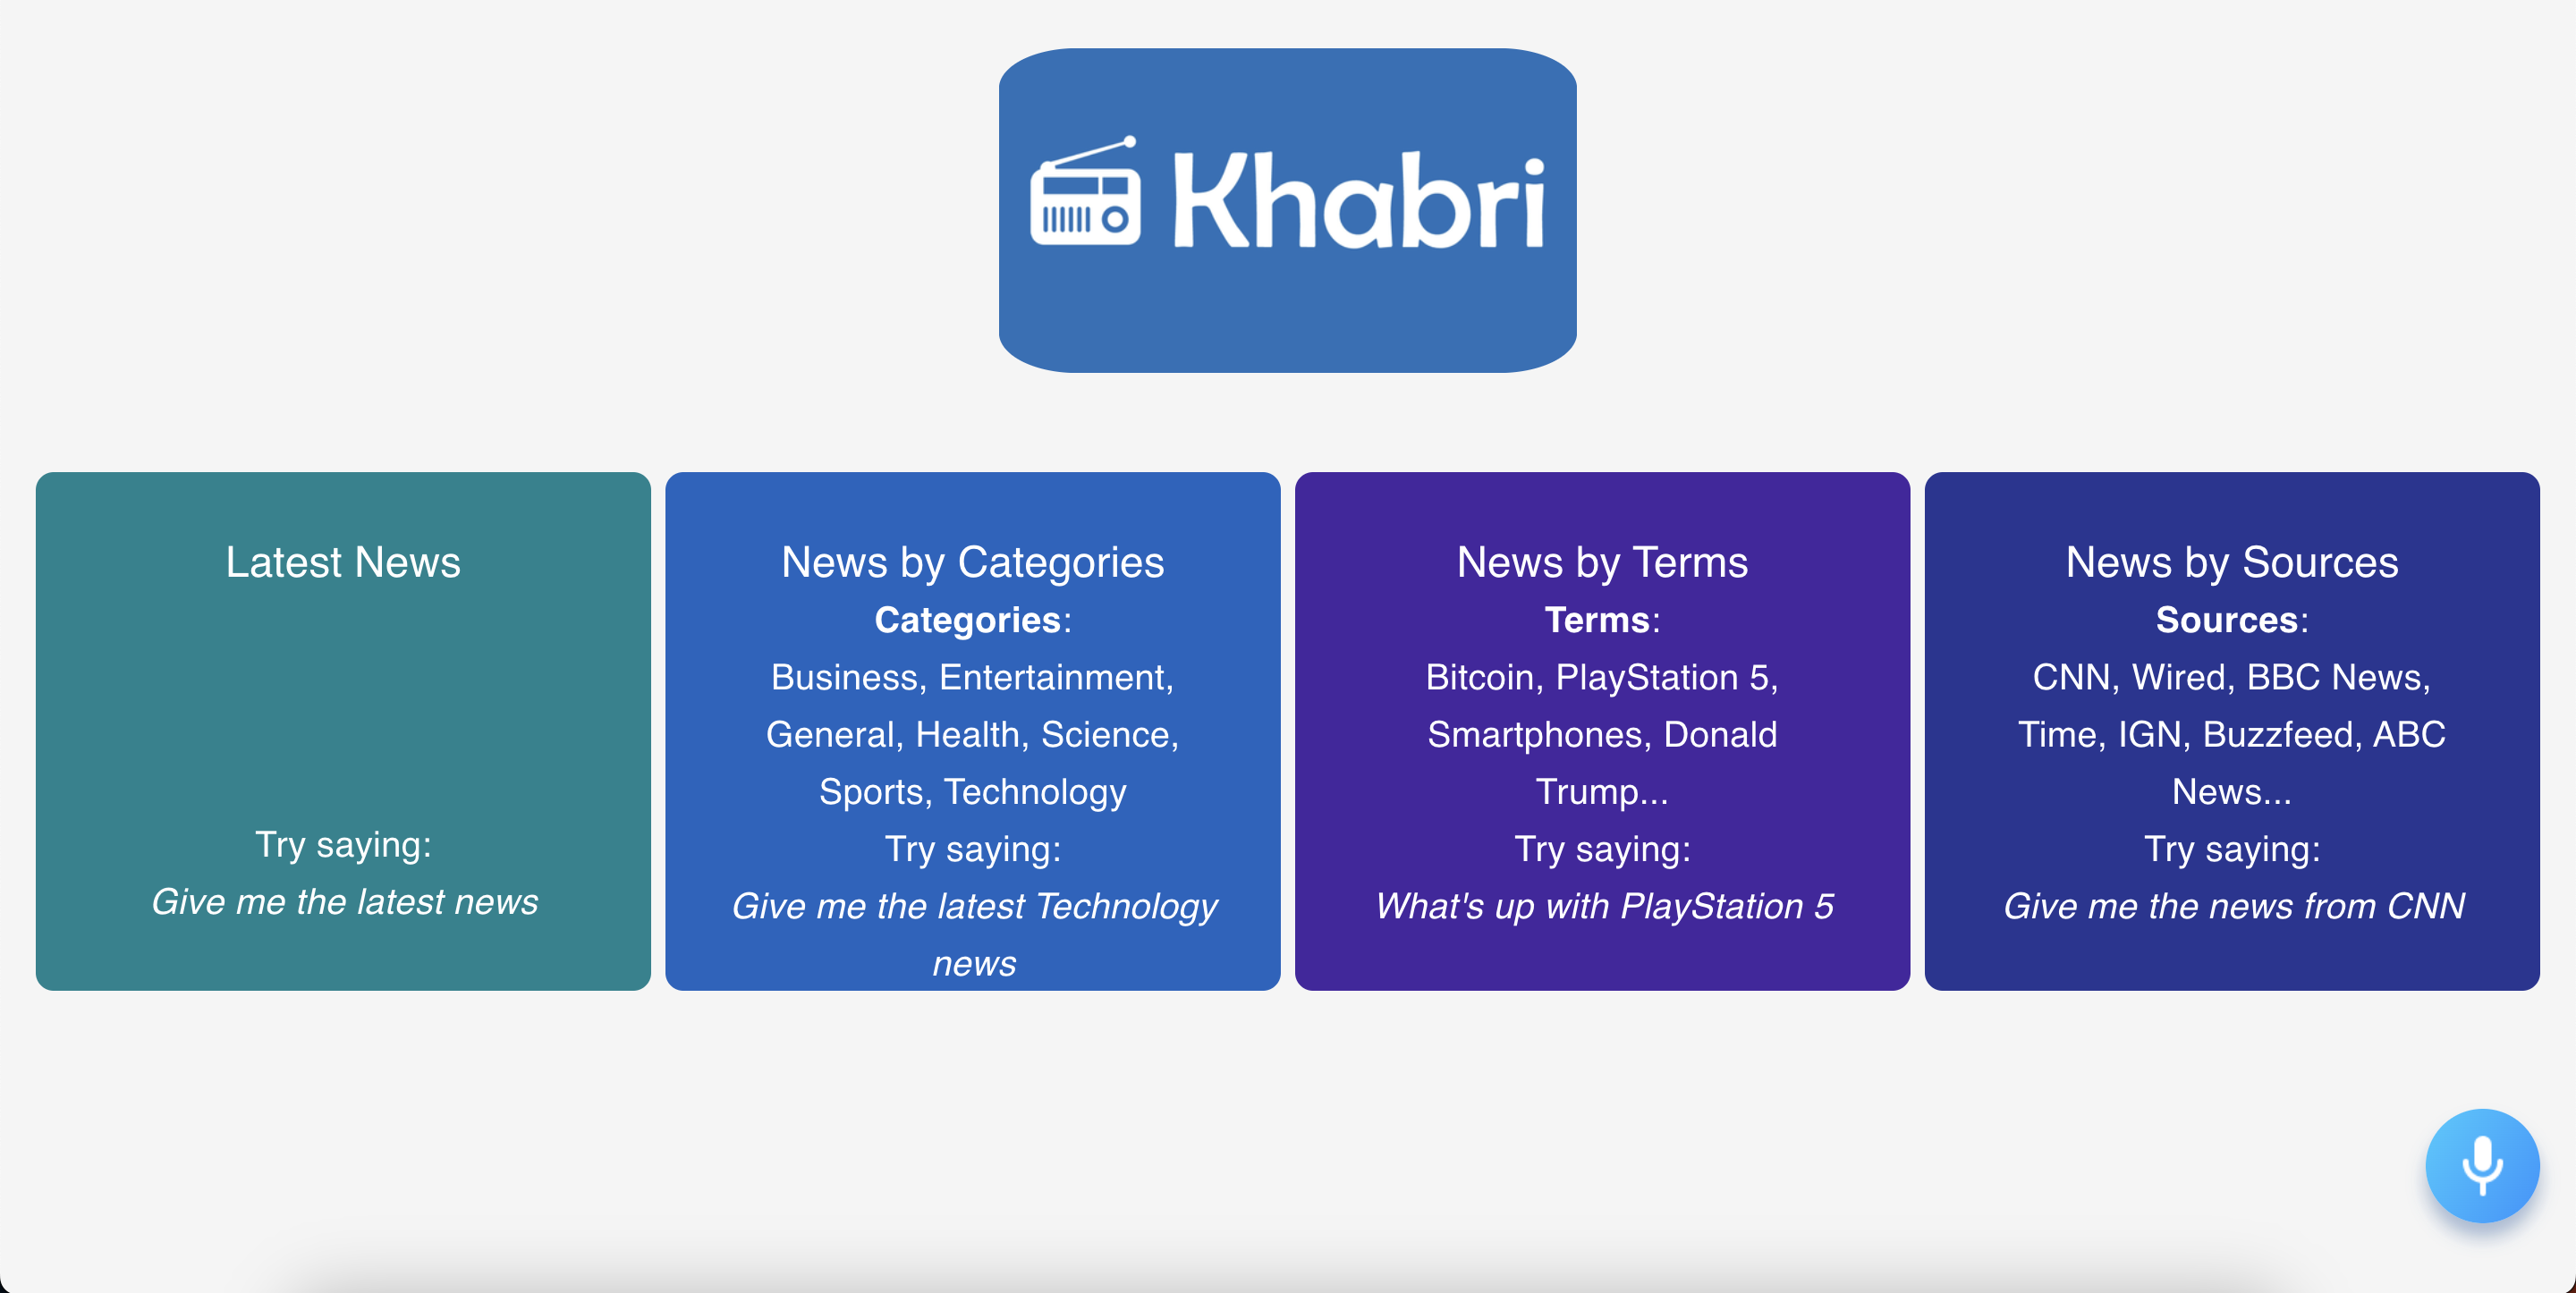 Khabri
Latest News
Try saying:
Give me the latest news
News by Categories
Categories:
Business, Entertainment,
General, Health, Science,
Sports, Technology
Try saying:
Give me the latest Technology
news
News by Terms
Terms:
Bitcoin, PlayStation 5,
Smartphones, Donald
Trump...
Try saying:
What's up with PlayStation 5
News by Sources
Sources:
CNN, Wired, BBC News,
Time, IGN, Buzzfeed, ABC
News...
Try saying:
Give me the news from CNN